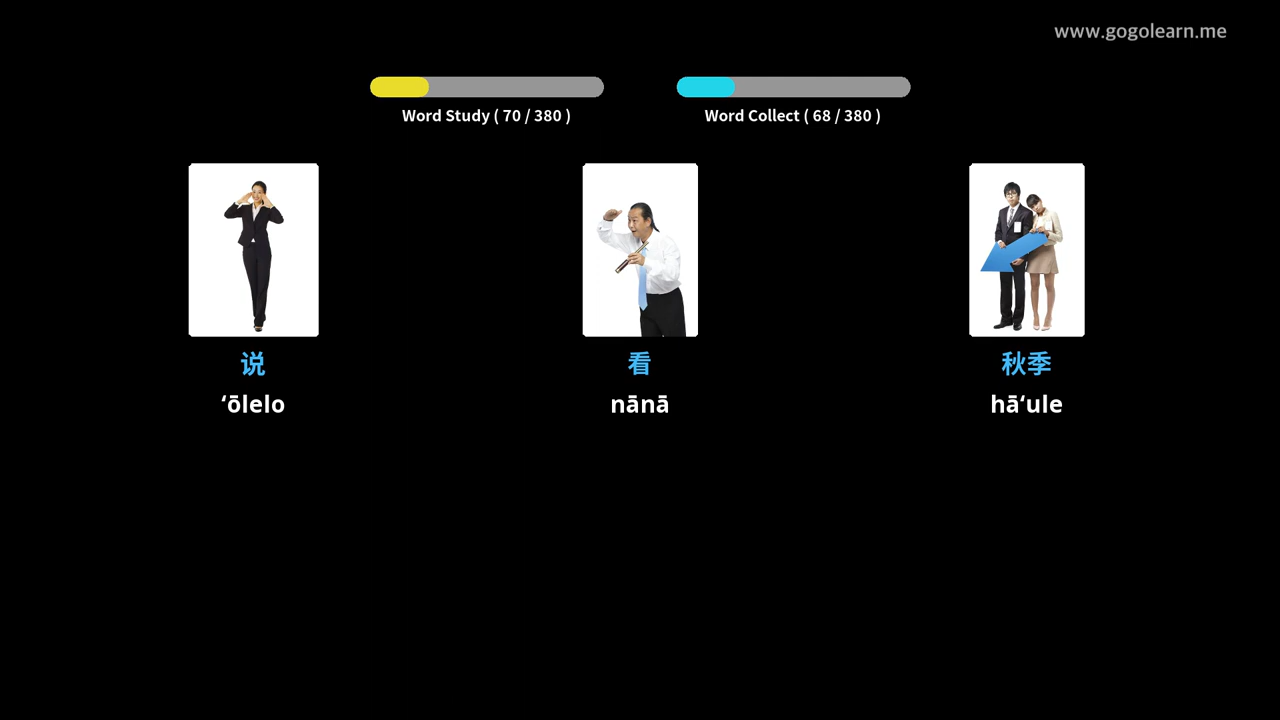 www.gogolearn.me
Word Study ( 70 / 380 )
Word Collect ( 68 / 380 )
说
看
秋季
ʻōlelo
nānā
hāʻule